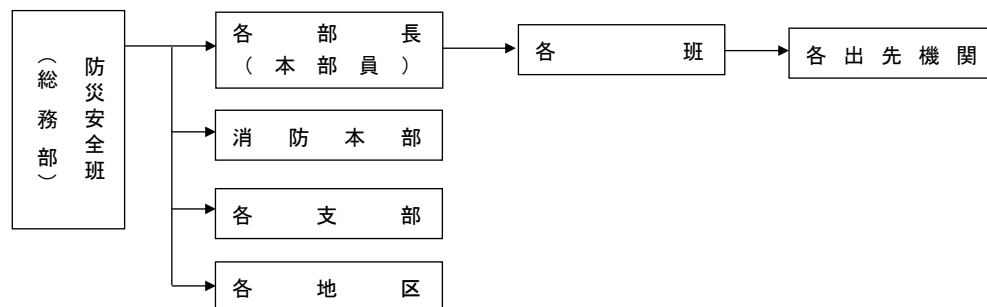 防災安全班
（総務部）
各部長
（本部員）
各班
各出先機関
消防本部
各支部
各地区